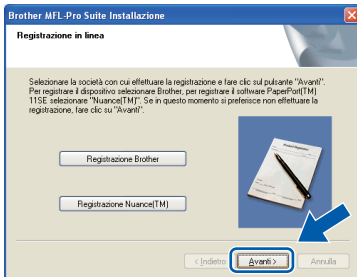 Brother MFL-Pro Suite Installazione
Registrazione in linea
Selezionare la società con cui effettuare la registrazione e fare clic sul pulsante "Avanti".
Per registrare il dispositivo selezionare Brother, per registrare il software PaperPort(TM)
11SE selezionare "Nuance(TM)". Se in questo momento si preferisce non effettuare la
registrazione, fare clic su "Avanti".
Registrazione Brother
Product Registration
Registrazione Nuance(TM)
< Indietro
Avanti >
Annulla